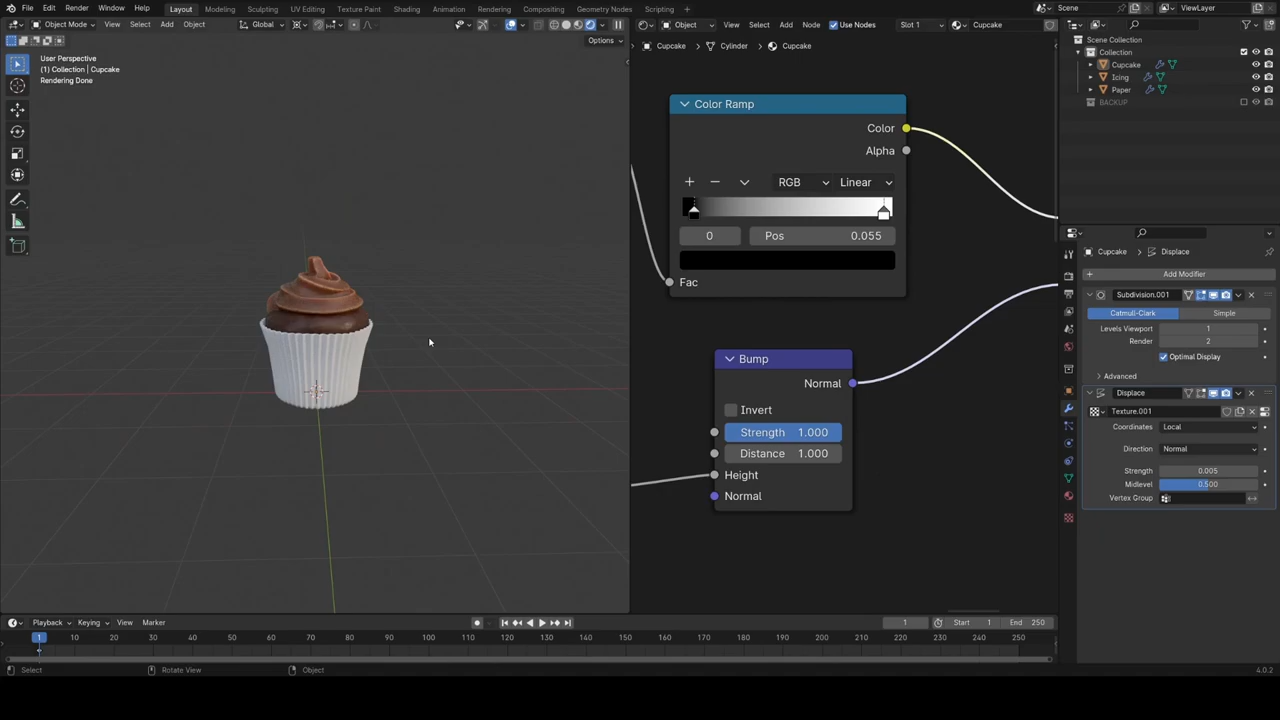 File Edit Render Window Help Layout Modeling Sculpting UV Editing Texture Paint Shading Animation Rendering Compositing Geometry Nodes Scripting Scene ViewLayer
Object Mode View Select Add Object Global Object View Select Add Node Use Nodes Slot 1 Cupcake
Options
Cupcake Cylinder Cupcake
User Perspective
(1) Collection | Cupcake
Rendering Done
Scene Collection
Collection
Cupcake
Icing
Paper
BACKUP
Color Ramp
Color
Alpha
RGB Linear
0 Pos 0.055
Fac
Bump
Normal
Invert
Strength 1.000
Distance 1.000
Height
Normal
Cupcake Displace
Add Modifier
Subdivision.001
Catmull-Clark Simple
Levels Viewport 1
Render 2
Optimal Display
Advanced
Displace
Texture.001
Coordinates Local
Direction Normal
Strength 0.005
Midlevel 0.500
Vertex Group
Playback Keying View Marker 1 Start 1 End 250
1 10 20 30 40 50 60 70 80 90 100 110 120 130 140 150 160 170 180 190 200 210 220 230 240 250
Select Rotate View Object 4.0.2